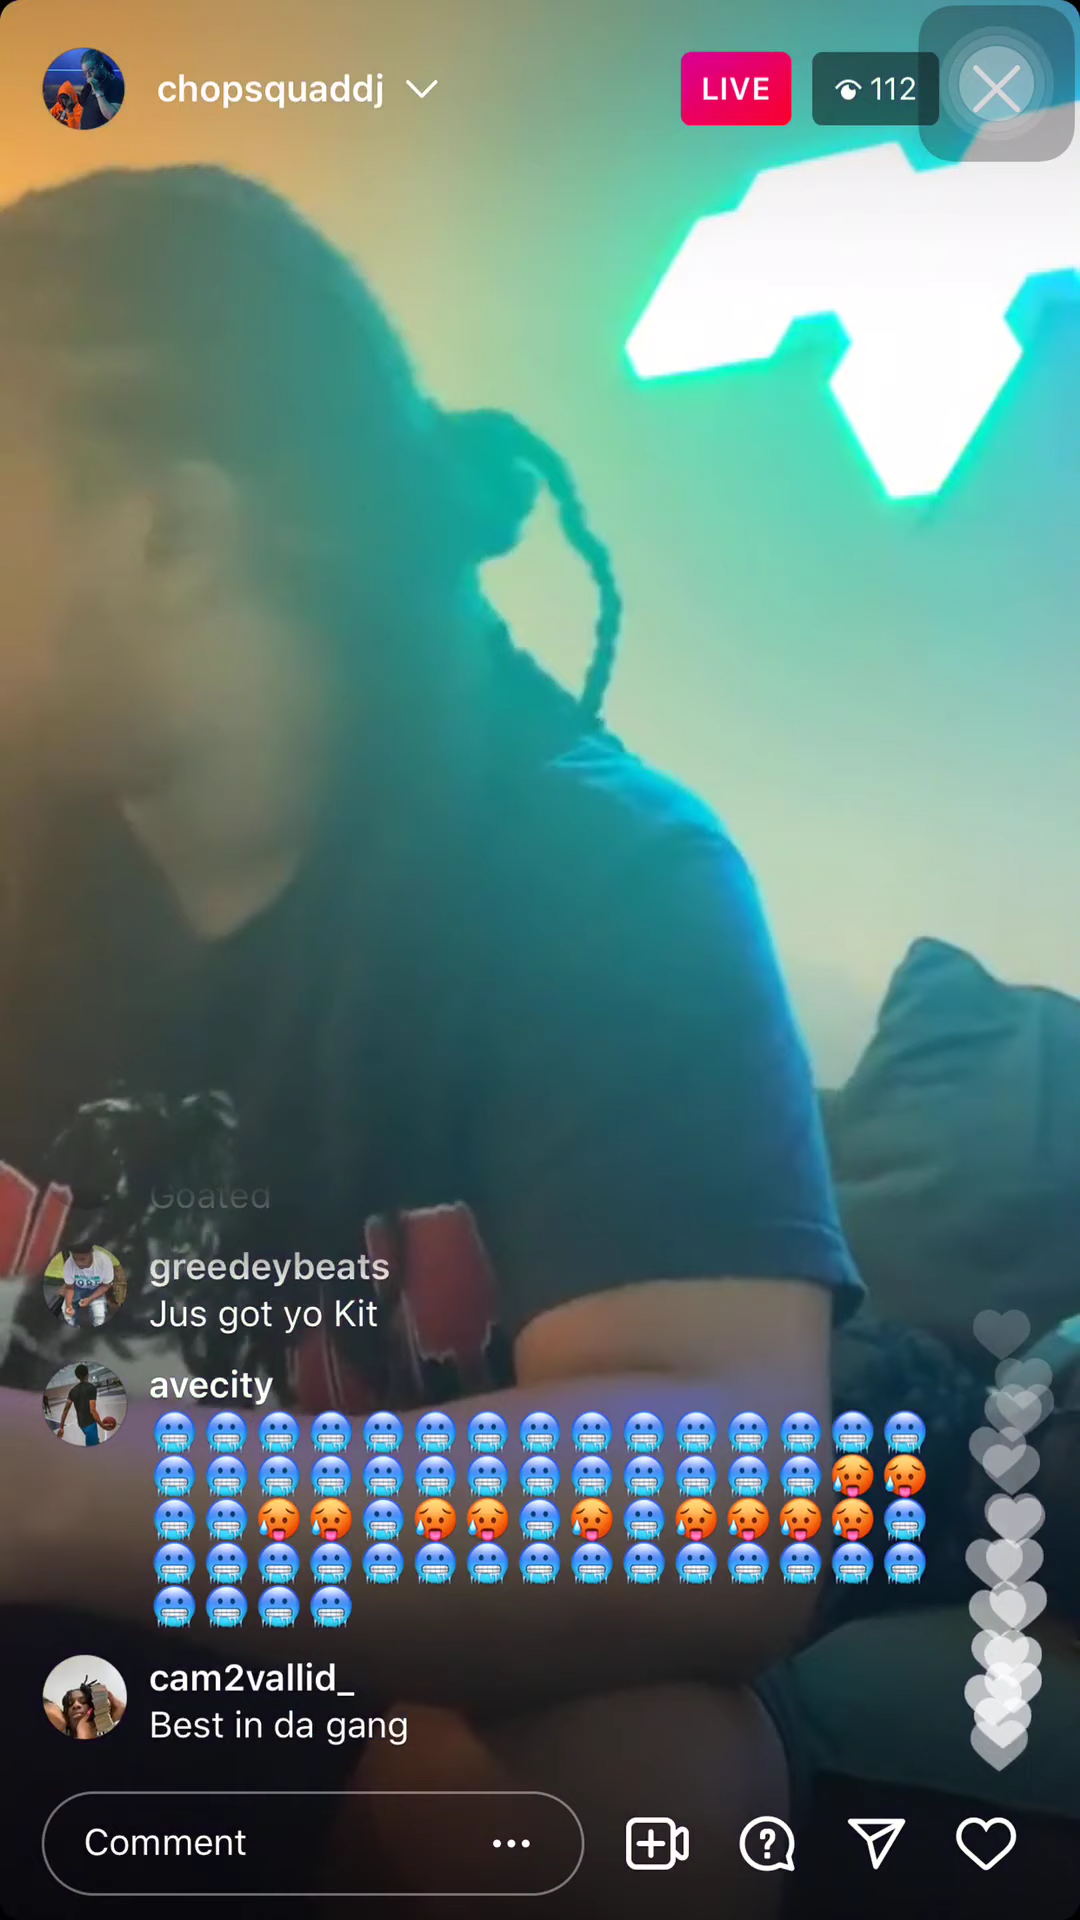 chopsquaddj
LIVE
112
Goated
greedeybeats
Jus got yo Kit
avecity
🥶🥶🥶🥶🥶🥶🥶🥶🥶🥶🥶🥶🥶🥶🥶
🥶🥶🥶🥶🥶🥶🥶🥶🥶🥶🥶🥶🥶🥵🥵
🥶🥶🥵🥵🥶🥵🥵🥶🥵🥶🥵🥵🥵🥵🥶
🥶🥶🥶🥶🥶🥶🥶🥶🥶🥶🥶🥶🥶🥶🥶
🥶🥶🥶🥶
cam2vallid_
Best in da gang
Comment